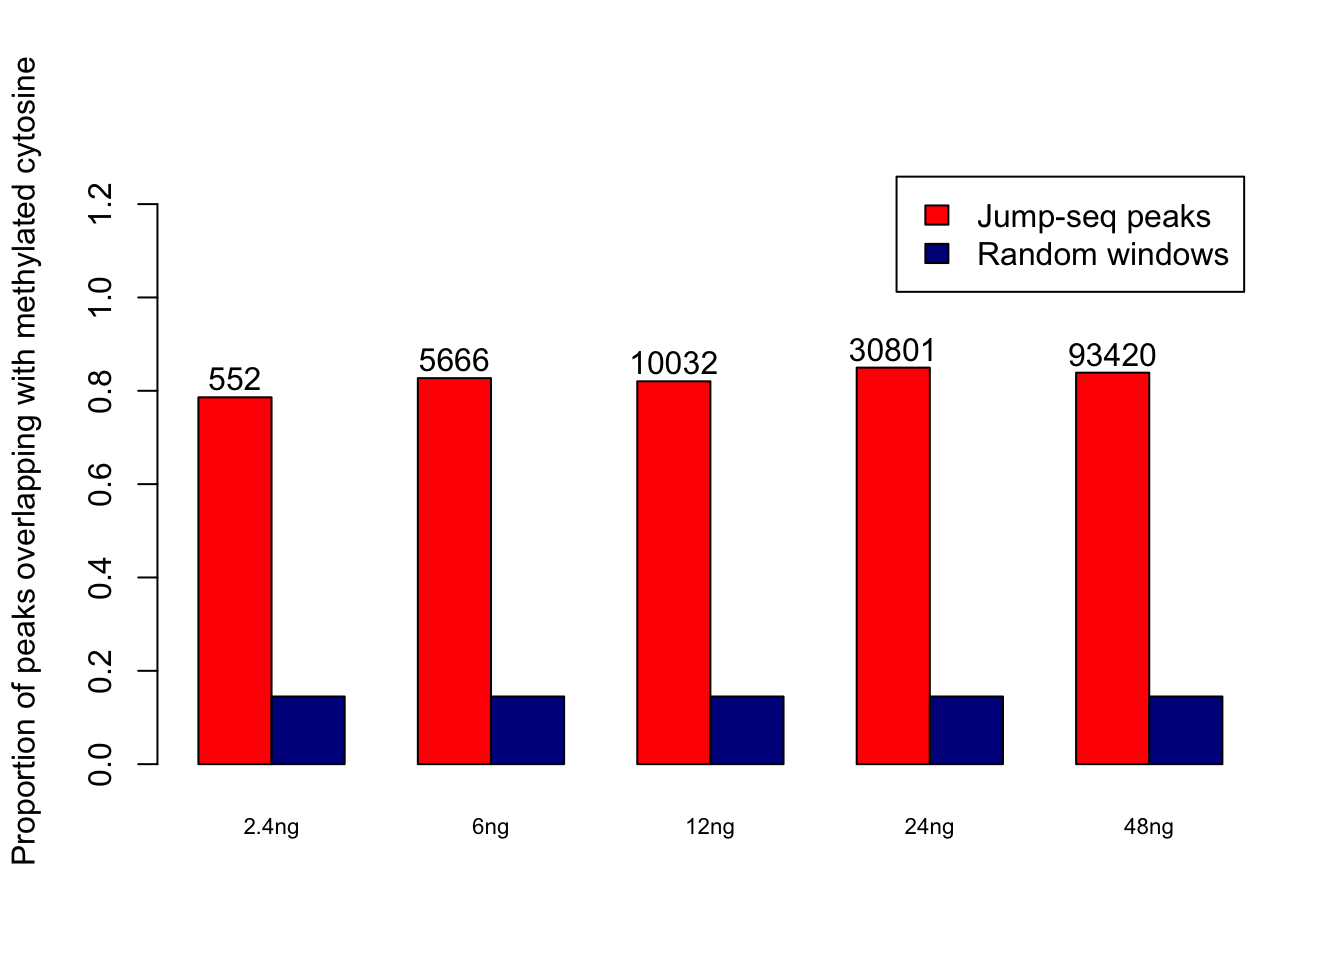 Proportion of peaks overlapping with methylated cytosine
1.2
1.0
0.8
0.6
0.4
0.2
0.0
Jump-seq peaks
Random windows
552
5666
10032
30801
93420
2.4ng
6ng
12ng
24ng
48ng